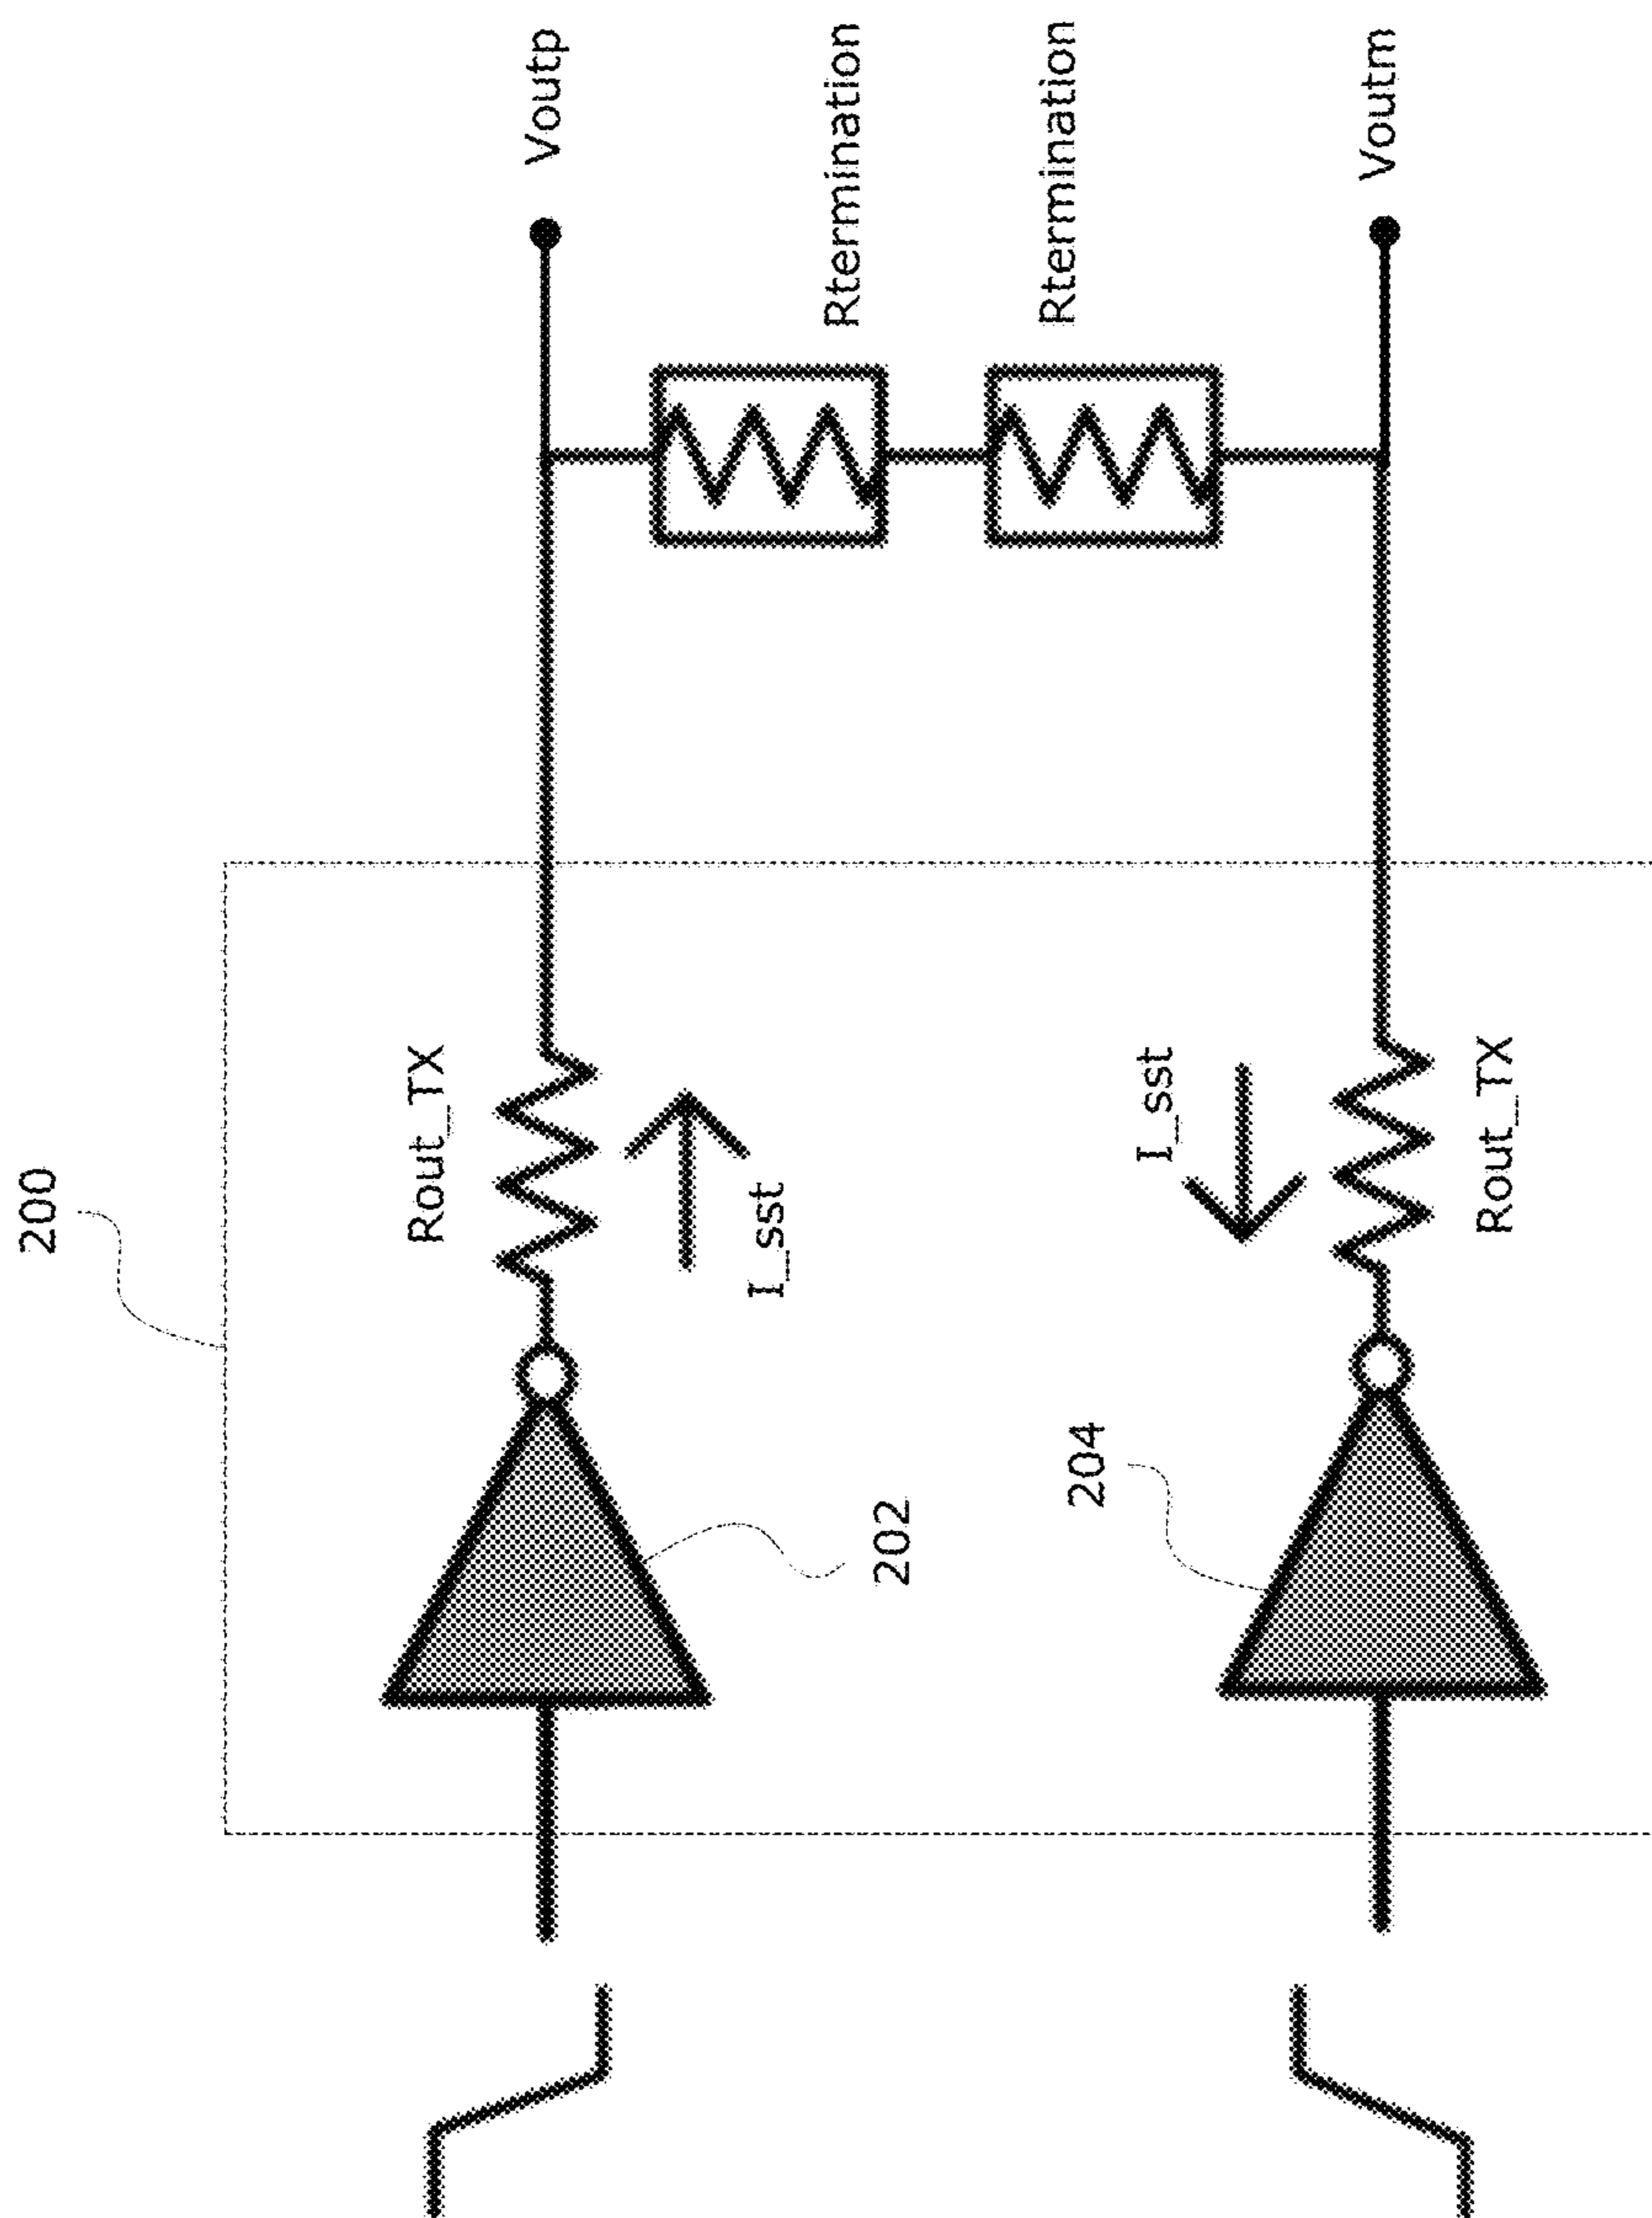 200
Rout_TX
I_sst
202
Voutp
Rtermination
Rtermination
Voutm
204
I_sst
Rout_TX